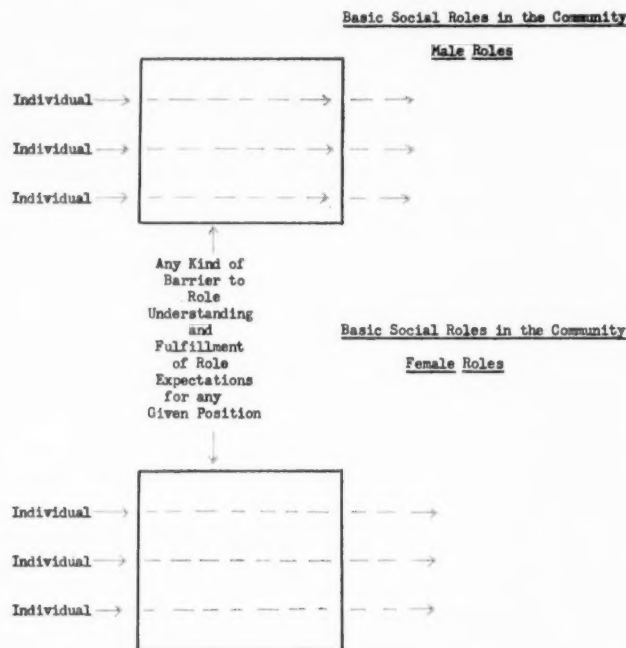 Basic Social Roles in the Community
Male Roles
Individual
Individual
Individual
Any Kind of
Barrier to
Role
Understanding
and
Fulfillment
of Role
Expectations
for any
Given Position
Basic Social Roles in the Community
Female Roles
Individual
Individual
Individual